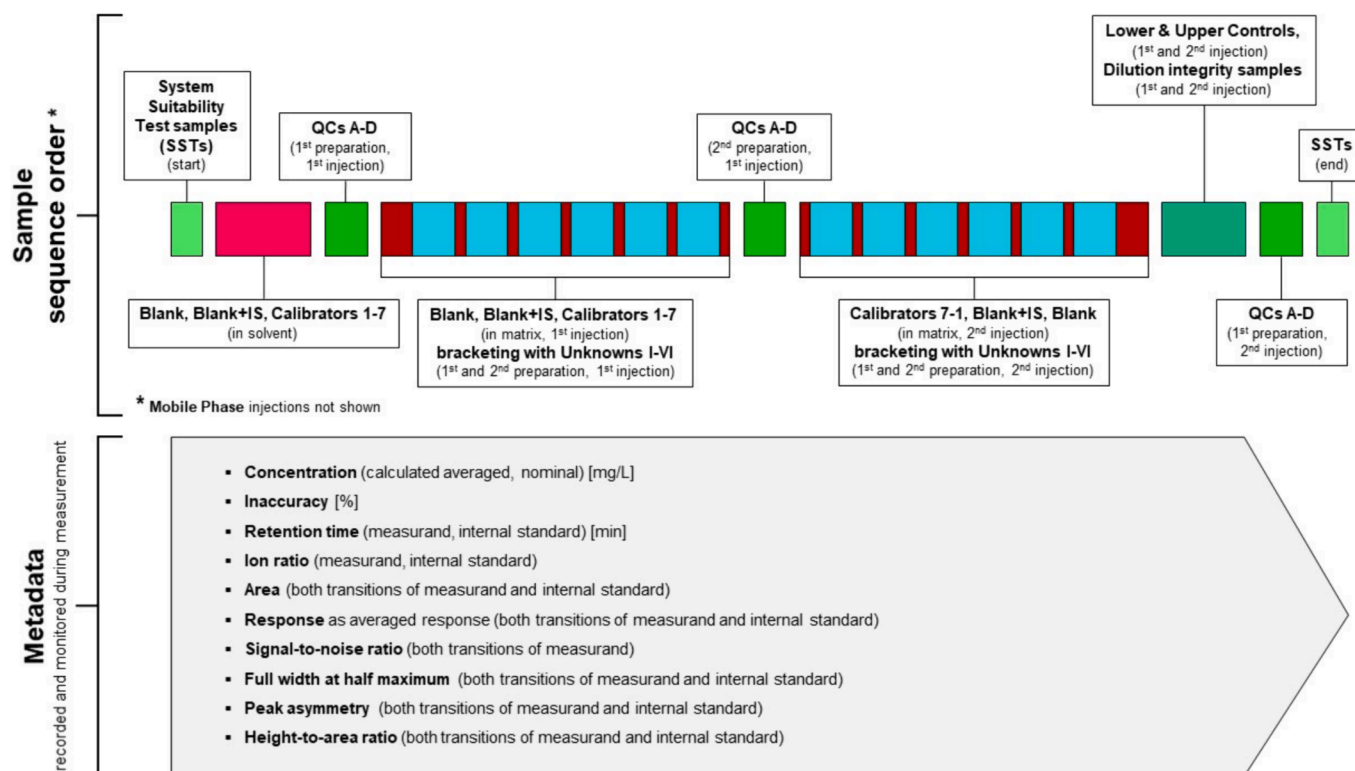 Sample
sequence order *
System
Suitability
Test samples
(SSTs)
(start)
QCs A-D
(1st preparation,
1st injection)
QCs A-D
(2nd preparation,
1st injection)
Lower & Upper Controls,
(1st and 2nd injection)
Dilution integrity samples
(1st and 2nd injection)
SSTs
(end)
Blank, Blank+IS, Calibrators 1-7
(in solvent)
Blank, Blank+IS, Calibrators 1-7
(in matrix, 1st injection)
bracketing with Unknowns I-VI
(1st and 2nd preparation, 1st injection)
Calibrators 7-1, Blank+IS, Blank
(in matrix, 2nd injection)
bracketing with Unknowns I-VI
(1st and 2nd preparation, 2nd injection)
QCs A-D
(1st preparation,
2nd injection)
* Mobile Phase injections not shown
Metadata
recorded and monitored during measurement
▪ Concentration (calculated averaged, nominal) [mg/L]
▪ Inaccuracy [%]
▪ Retention time (measurand, internal standard) [min]
▪ Ion ratio (measurand, internal standard)
▪ Area (both transitions of measurand and internal standard)
▪ Response as averaged response (both transitions of measurand and internal standard)
▪ Signal-to-noise ratio (both transitions of measurand)
▪ Full width at half maximum (both transitions of measurand and internal standard)
▪ Peak asymmetry (both transitions of measurand and internal standard)
▪ Height-to-area ratio (both transitions of measurand and internal standard)